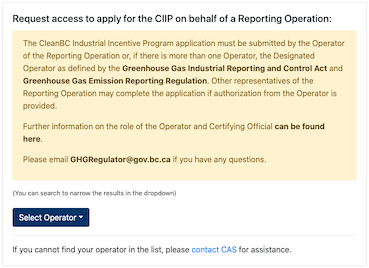 Request access to apply for the CIIP on behalf of a Reporting Operation:
The CleanBC Industrial Incentive Program application must be submitted by the Operator
of the Reporting Operation or, if there is more than one Operator, the Designated
Operator as defined by the Greenhouse Gas Industrial Reporting and Control Act and
Greenhouse Gas Emission Reporting Regulation. Other representatives of the
Reporting Operation may complete the application if authorization from the Operator is
provided.
Further information on the role of the Operator and Certifying Official can be found
here.
Please email GHGRegulator@gov.bc.ca if you have any questions.
(You can search to narrow the results in the dropdown)
Select Operator
If you cannot find your operator in the list, please contact CAS for assistance.